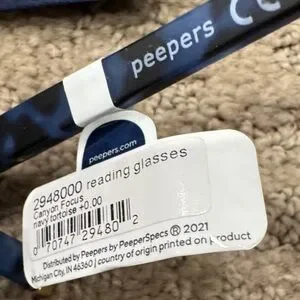 peepers CE
peepers.com
2948000 reading glasses
Canyon Focus
navy tortoise +0.00
0 70747 29480 2
Distributed by Peepers by PeeperSpecs ® 2021
Michigan City, IN 46360 | country of origin printed on product